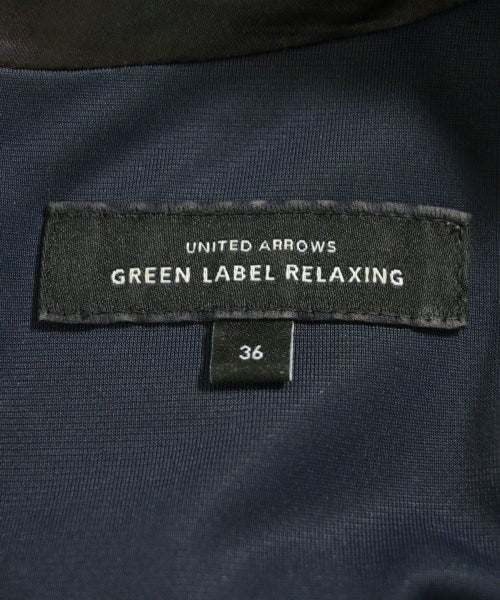 UNITED ARROWS
GREEN LABEL RELAXING
36